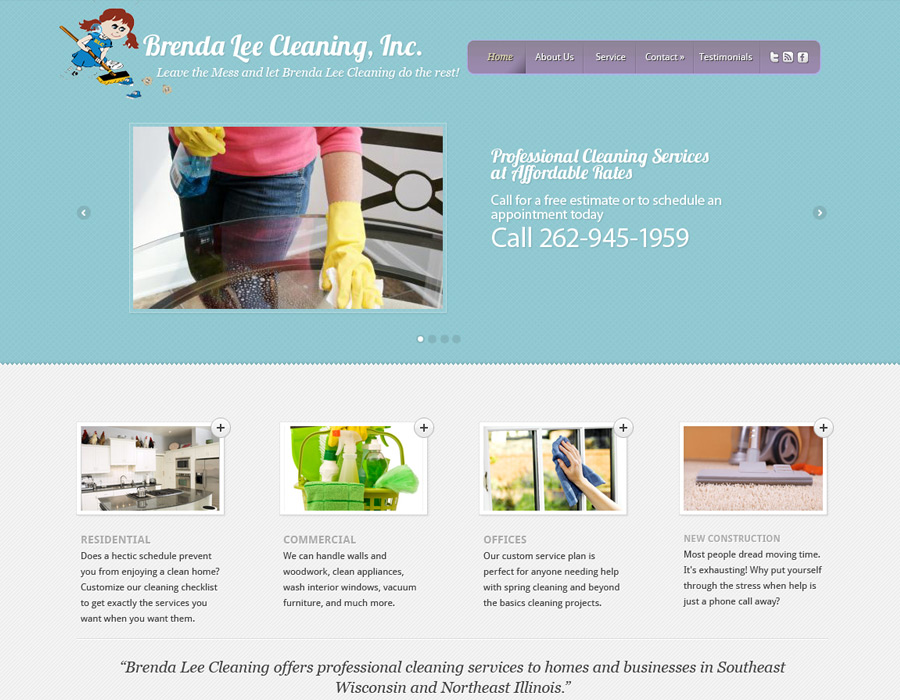 Brenda Lee Cleaning, Inc.
Leave the Mess and let Brenda Lee Cleaning do the rest!
Home About Us Service Contact » Testimonials
Professional Cleaning Services
at Affordable Rates
Call for a free estimate or to schedule an
appointment today
Call 262-945-1959
RESIDENTIAL
Does a hectic schedule prevent
you from enjoying a clean home?
Customize our cleaning checklist
to get exactly the services you
want when you want them.
COMMERCIAL
We can handle walls and
woodwork, clean appliances,
wash interior windows, vacuum
furniture, and much more.
OFFICES
Our custom service plan is
perfect for anyone needing help
with spring cleaning and beyond
the basics cleaning projects.
NEW CONSTRUCTION
Most people dread moving time.
It's exhausting! Why put yourself
through the stress when help is
just a phone call away?
“Brenda Lee Cleaning offers professional cleaning services to homes and businesses in Southeast
Wisconsin and Northeast Illinois.”